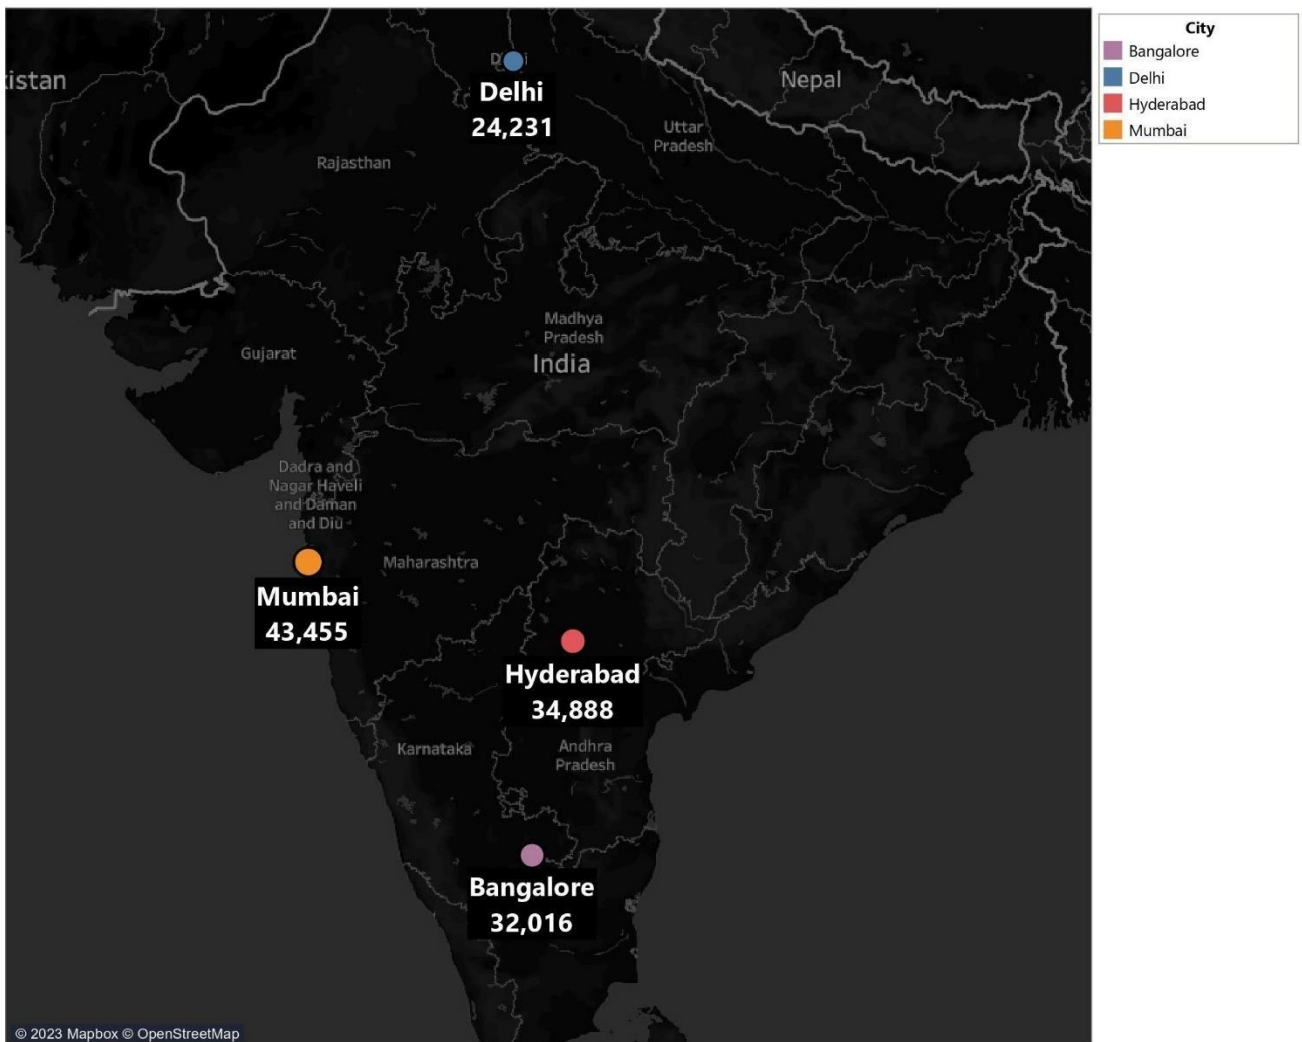 City
Bangalore
Delhi
Hyderabad
Mumbai
istan
Nepal
Delhi
24,231
Uttar
Pradesh
Rajasthan
Madhya
Pradesh
India
Gujarat
Dadra and
Nagar Haveli
and Daman
and Diu
Maharashtra
Mumbai
43,455
Hyderabad
34,888
Karnataka
Andhra
Pradesh
Bangalore
32,016
© 2023 Mapbox © OpenStreetMap